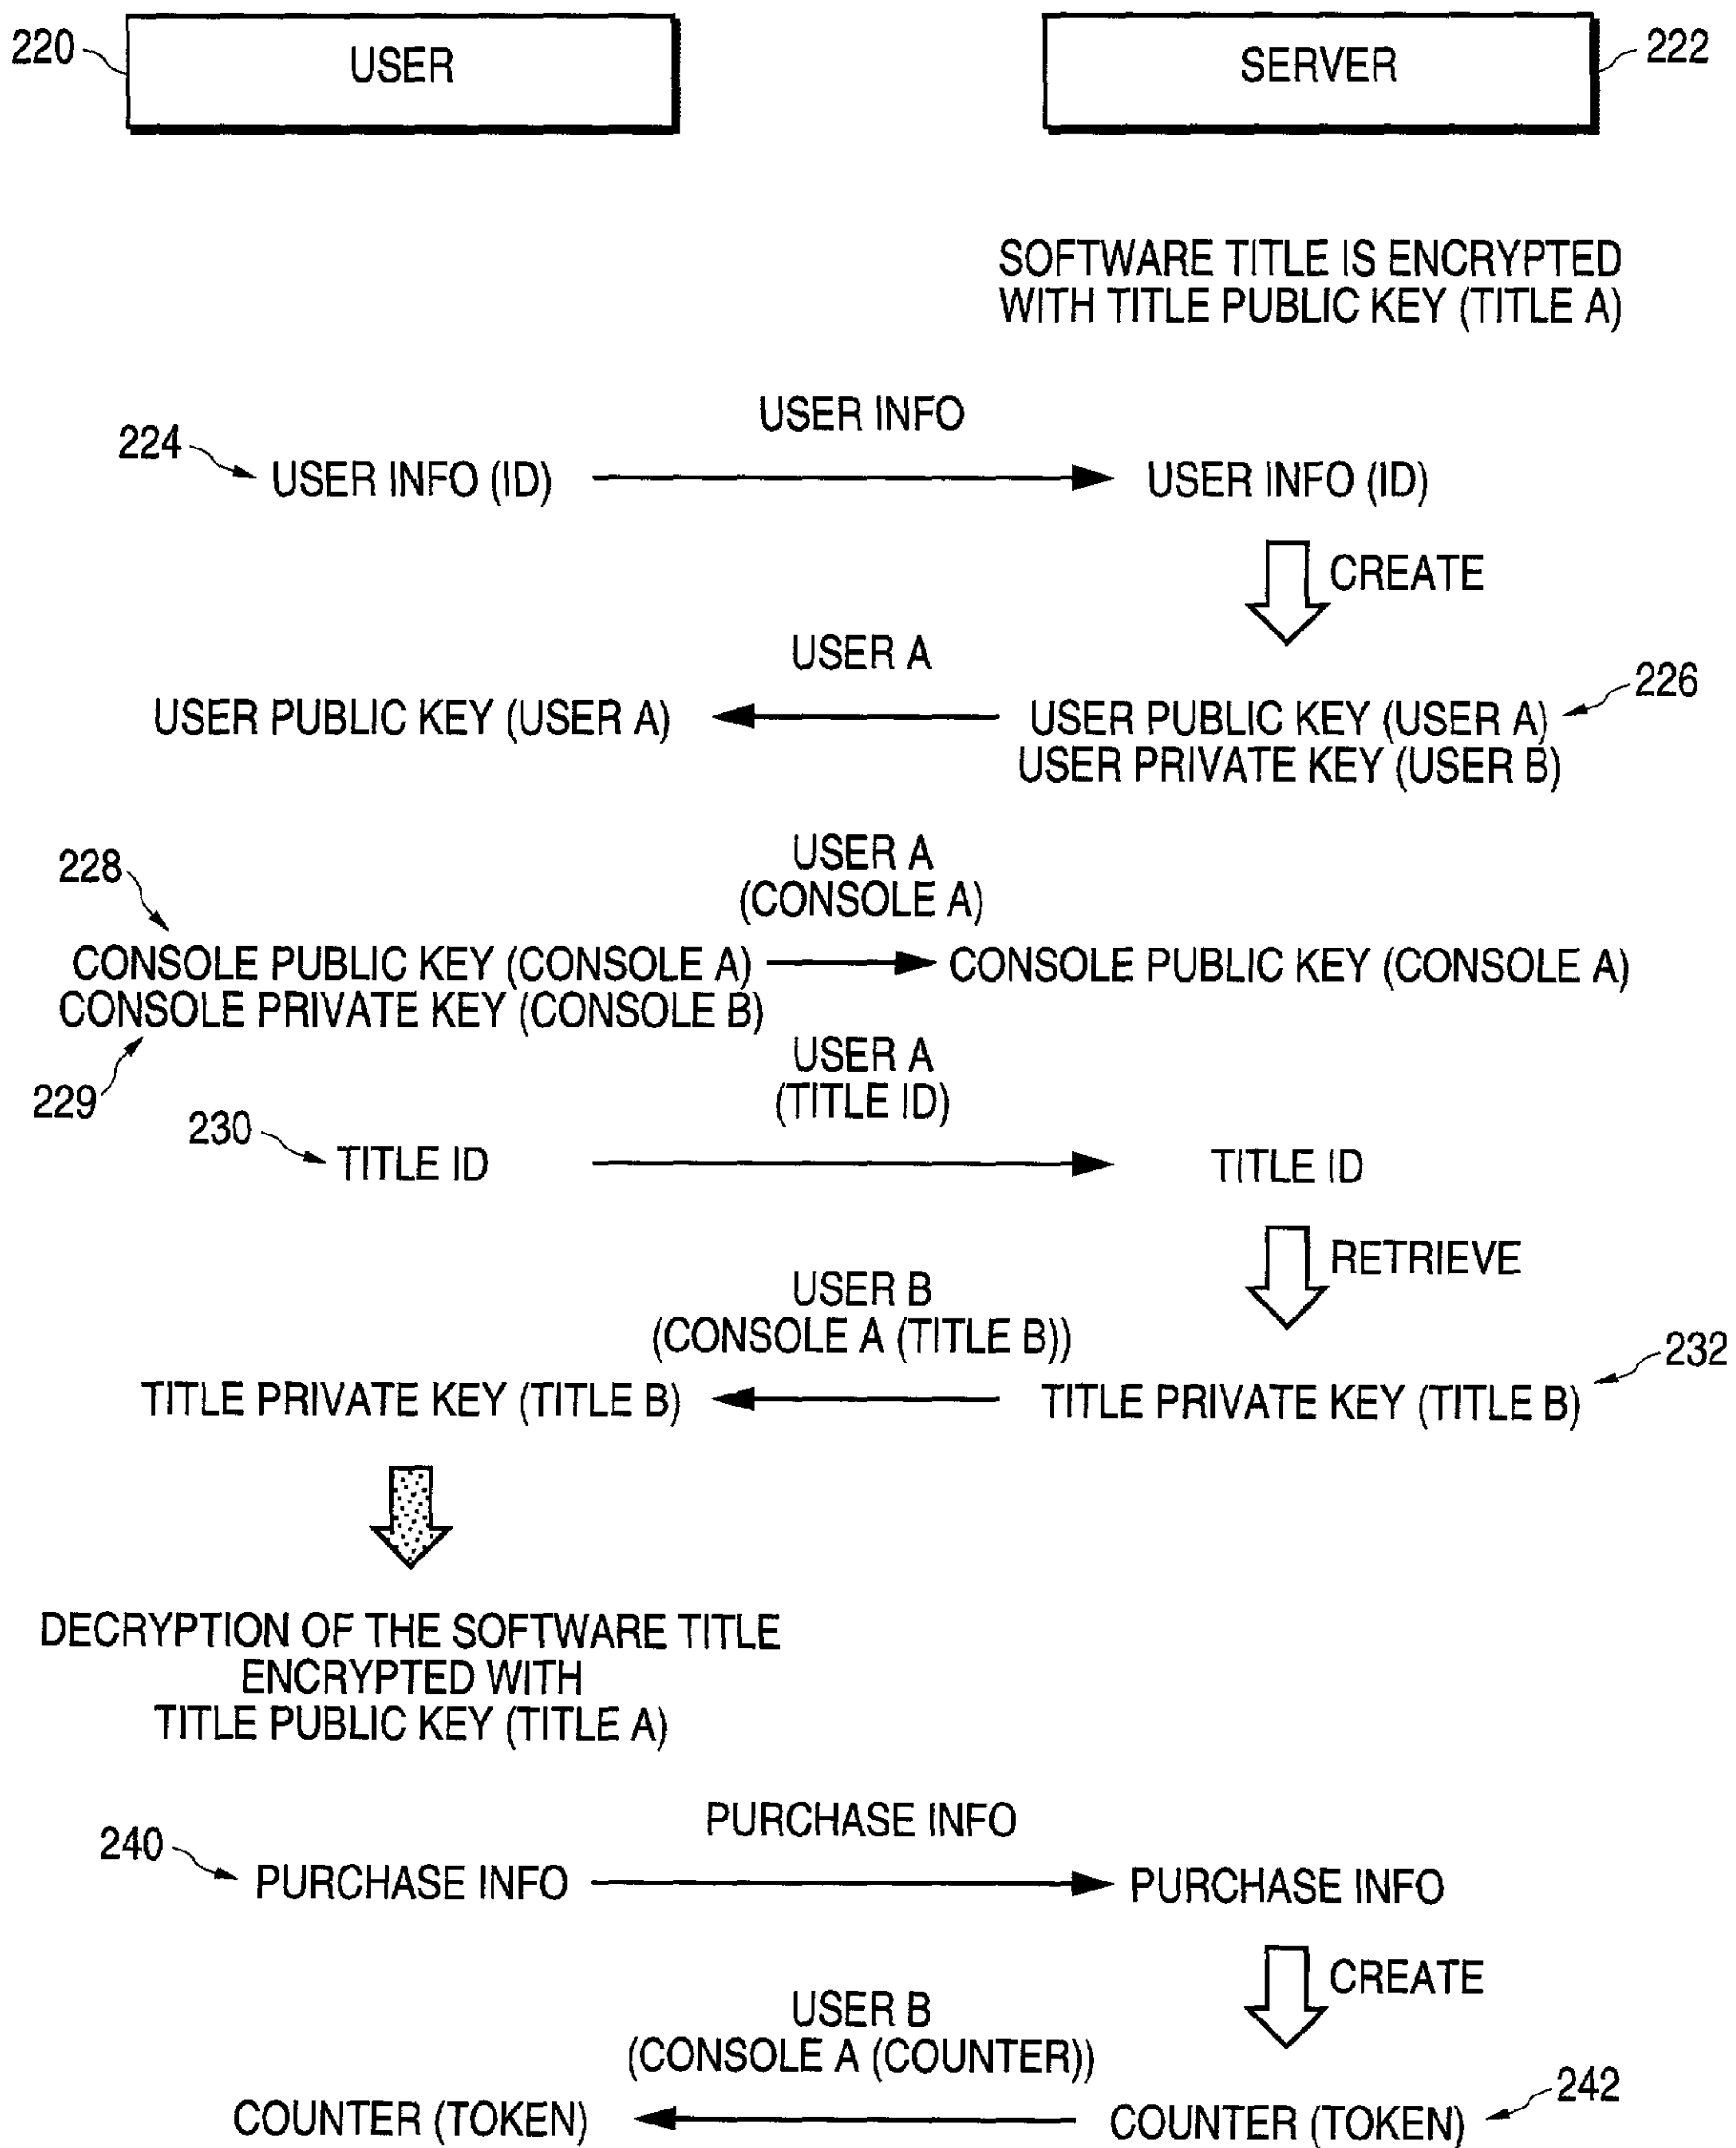 220
USER
SERVER
222
SOFTWARE TITLE IS ENCRYPTED
WITH TITLE PUBLIC KEY (TITLE A)
USER INFO
224
USER INFO (ID)
USER INFO (ID)
CREATE
USER A
226
USER PUBLIC KEY (USER A)
USER PUBLIC KEY (USER A)
USER PRIVATE KEY (USER B)
228
USER A
(CONSOLE A)
CONSOLE PUBLIC KEY (CONSOLE A)
CONSOLE PUBLIC KEY (CONSOLE A)
CONSOLE PRIVATE KEY (CONSOLE B)
229
USER A
(TITLE ID)
230
TITLE ID
TITLE ID
RETRIEVE
USER B
(CONSOLE A (TITLE B))
232
TITLE PRIVATE KEY (TITLE B)
TITLE PRIVATE KEY (TITLE B)
DECRYPTION OF THE SOFTWARE TITLE
ENCRYPTED WITH
TITLE PUBLIC KEY (TITLE A)
PURCHASE INFO
240
PURCHASE INFO
PURCHASE INFO
CREATE
USER B
(CONSOLE A (COUNTER))
242
COUNTER (TOKEN)
COUNTER (TOKEN)